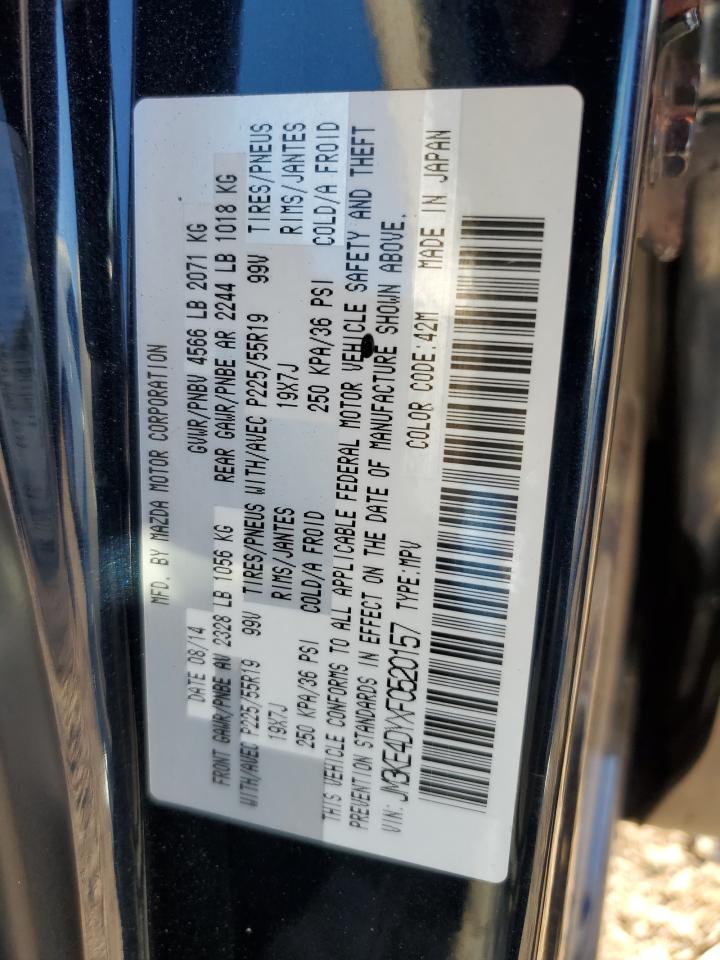 MFD. BY MAZDA MOTOR CORPORATION
DATE 08/14 GVWR/PNBV 4566 LB 2071 KG
FRONT GAWR/PNBE AV 2328 LB 1056 KG REAR GAWR/PNBE AR 2244 LB 1018 KG
WITH/AVEC P225/55R19 99V TIRES/PNEUS WITH/AVEC P225/55R19 99V TIRES/PNEUS
19X7J RIMS/JANTES 19X7J RIMS/JANTES
250 KPA/36 PSI COLD/A FROID 250 KPA/36 PSI COLD/A FROID
THIS VEHICLE CONFORMS TO ALL APPLICABLE FEDERAL MOTOR VEHICLE SAFETY AND THEFT
PREVENTION STANDARDS IN EFFECT ON THE DATE OF MANUFACTURE SHOWN ABOVE.
VIN: JM3KE4DYXF0520157 TYPE:MPV COLOR CODE:42M MADE IN JAPAN